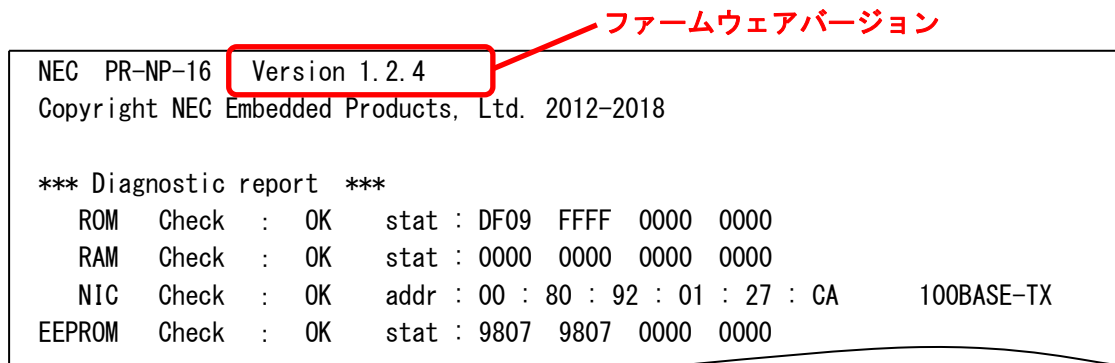 ファームウェアバージョン
NEC PR-NP-16 Version 1.2.4
Copyright NEC Embedded Products, Ltd. 2012-2018
*** Diagnostic report ***
ROM Check : OK stat : DF09 FFFF 0000 0000
RAM Check : OK stat : 0000 0000 0000 0000
NIC Check : OK addr : 00 : 80 : 92 : 01 : 27 : CA 100BASE-TX
EEPROM Check : OK stat : 9807 9807 0000 0000